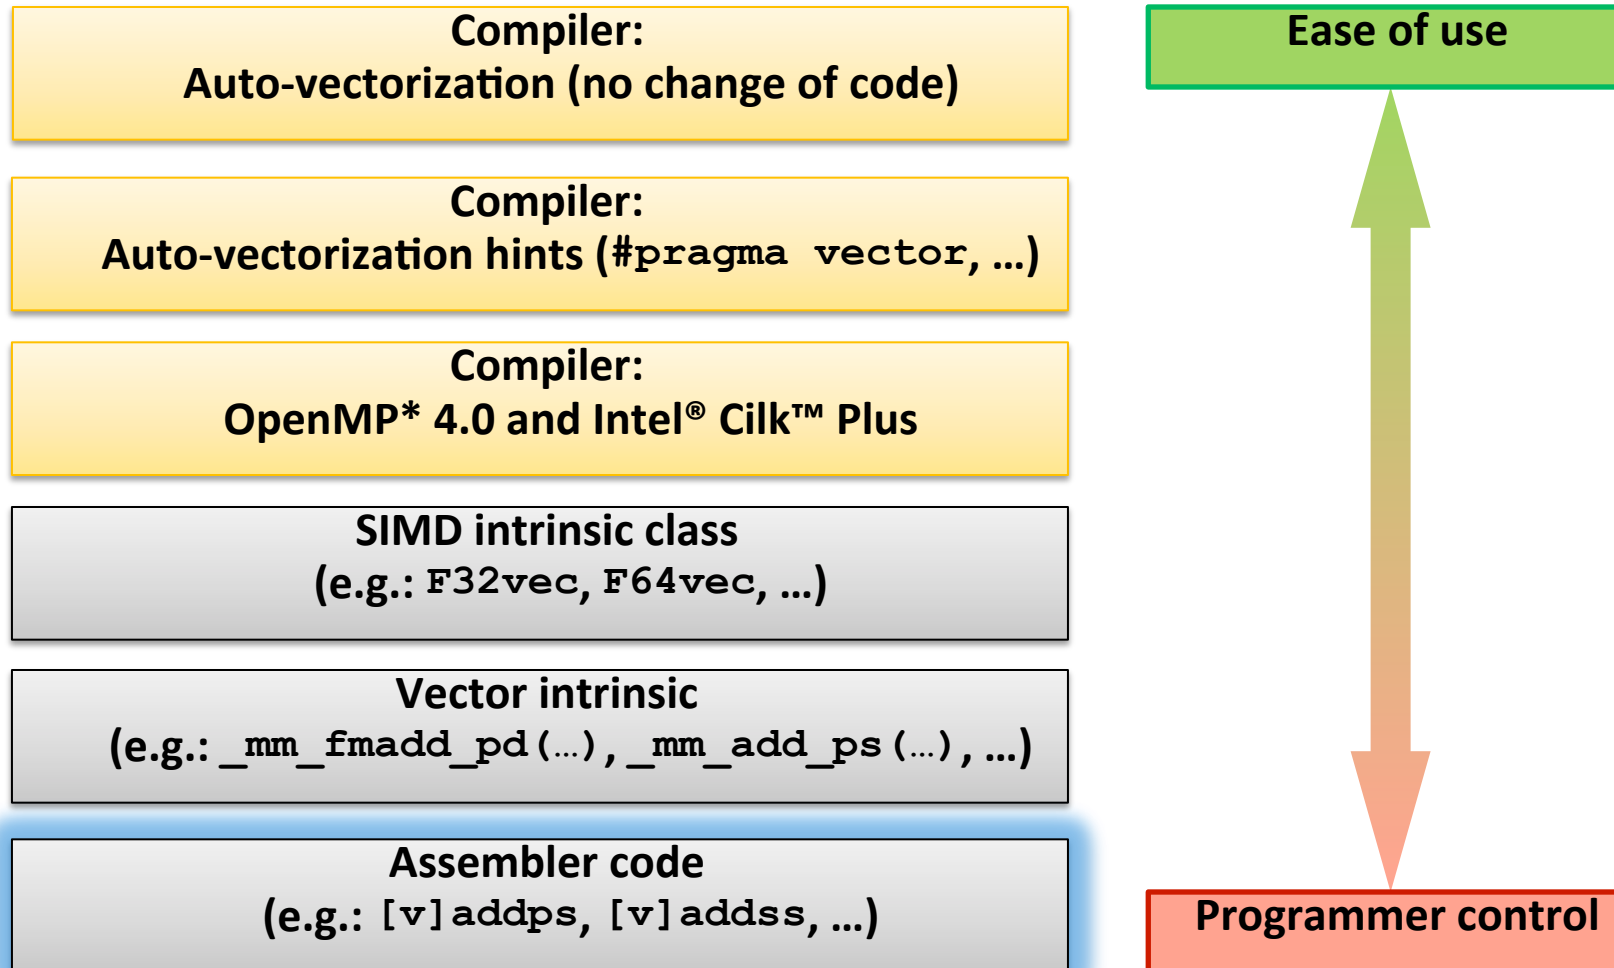 Compiler:
Auto-vectorization (no change of code)
Compiler:
Auto-vectorization hints (#pragma vector, …)
Compiler:
OpenMP* 4.0 and Intel® Cilk™ Plus
SIMD intrinsic class
(e.g.: F32vec, F64vec, …)
Vector intrinsic
(e.g.: _mm_fmadd_pd(…), _mm_add_ps(…), …)
Assembler code
(e.g.: [v]addps, [v]addss, …)
Ease of use
Programmer control